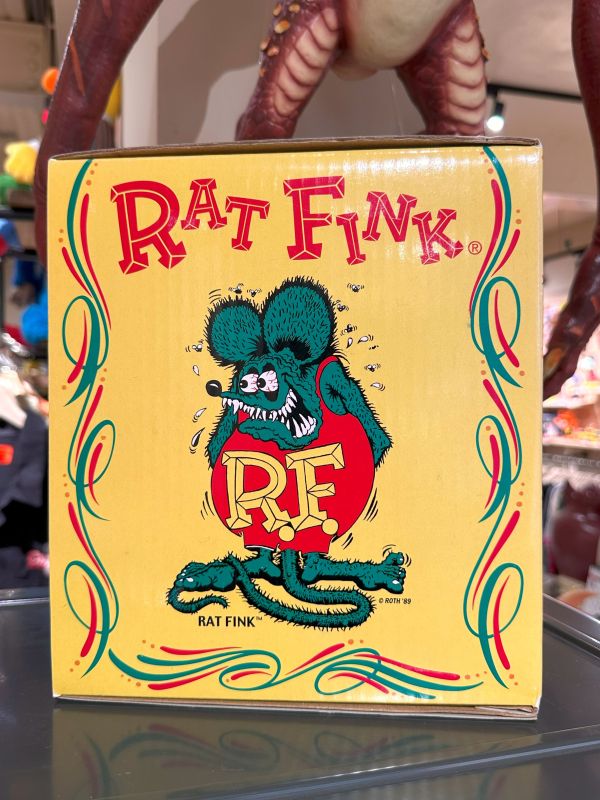 RAT FINK®
R.F.
© ROTH '89
RAT FINK™